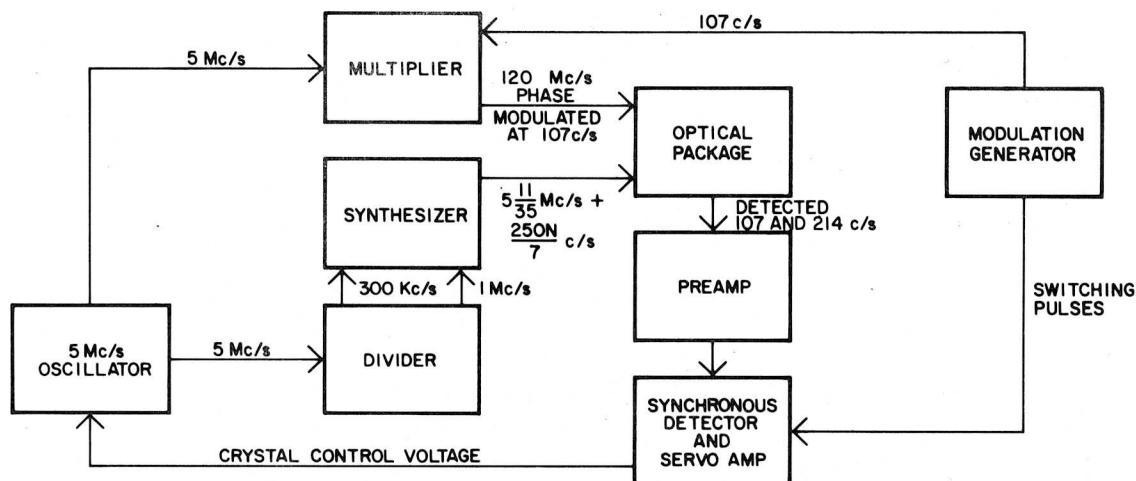 107 c/s
5 Mc/s
MULTIPLIER
120 Mc/s
PHASE
MODULATED
AT 107c/s
OPTICAL
PACKAGE
MODULATION
GENERATOR
SYNTHESIZER
5 11/35 Mc/s +
250N/7 c/s
DETECTED
107 AND 214 c/s
PREAMP
300 Kc/s
1 Mc/s
SWITCHING
PULSES
5 Mc/s
OSCILLATOR
5 Mc/s
DIVIDER
SYNCHRONOUS
DETECTOR
AND
SERVO AMP
CRYSTAL CONTROL VOLTAGE